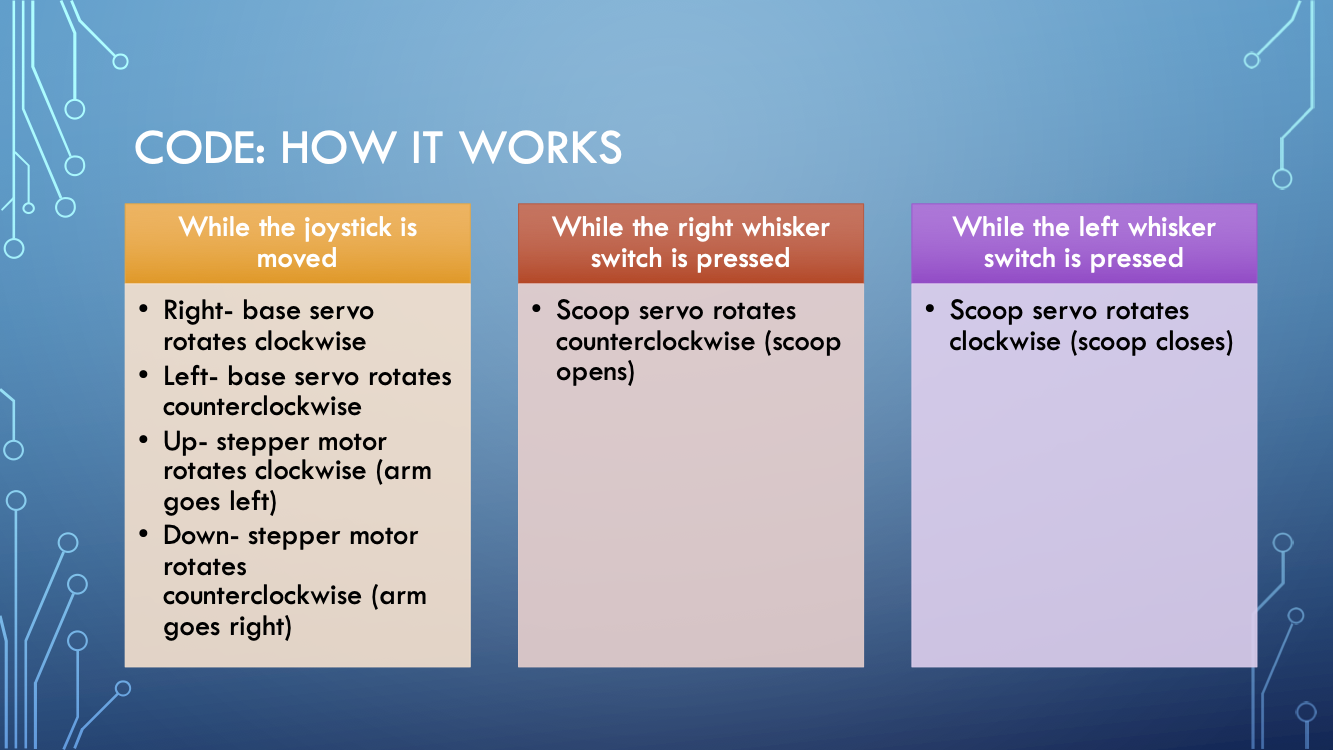 CODE: HOW IT WORKS
While the joystick is
moved
• Right- base servo
rotates clockwise
• Left- base servo rotates
counterclockwise
• Up- stepper motor
rotates clockwise (arm
goes left)
• Down- stepper motor
rotates
counterclockwise (arm
goes right)
While the right whisker
switch is pressed
• Scoop servo rotates
counterclockwise (scoop
opens)
While the left whisker
switch is pressed
• Scoop servo rotates
clockwise (scoop closes)